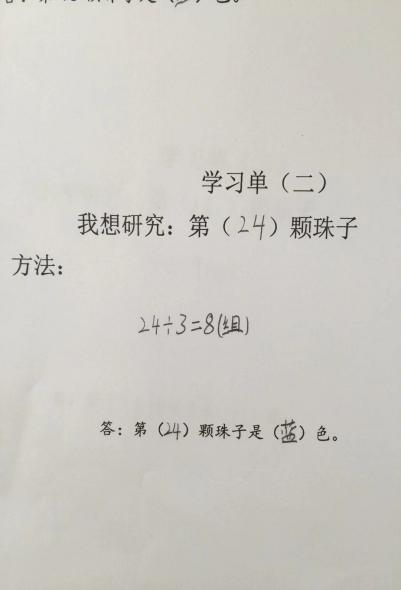 学习单（二）
我想研究：第（24）颗珠子
方法：
24÷3=8(组)
答：第（24）颗珠子是（蓝）色。